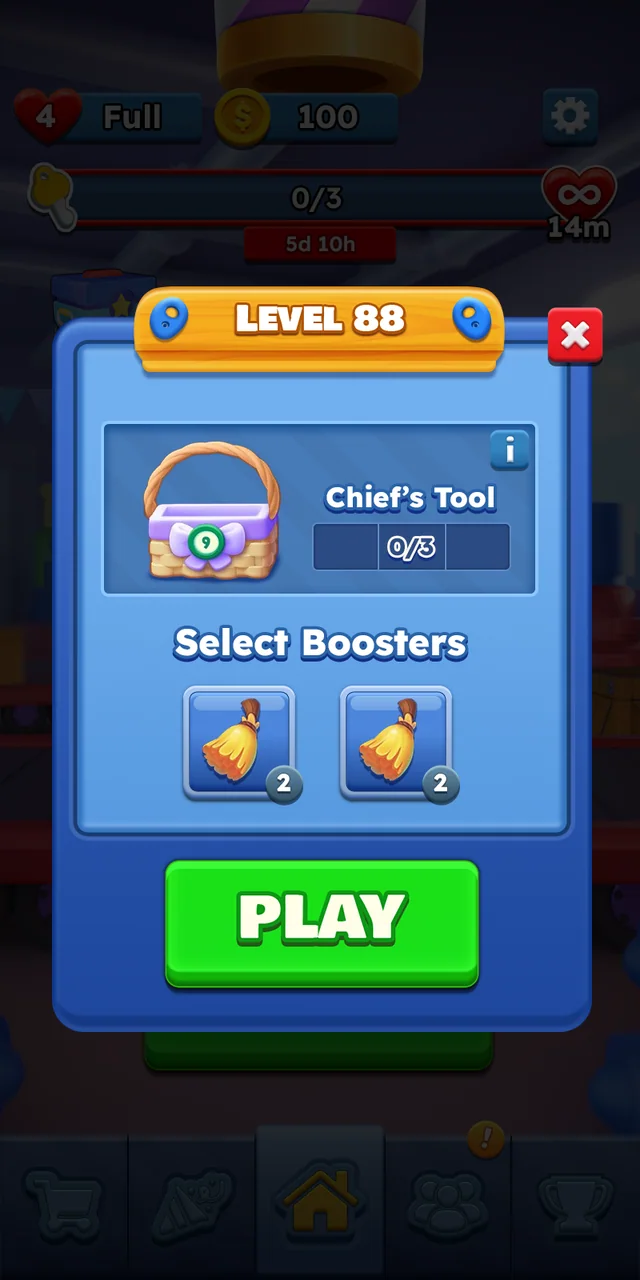 4 Full 100
0/3
14m
5d 10h
LEVEL 88
i
Chief's Tool
9
0/3
Select Boosters
2 2
PLAY
!